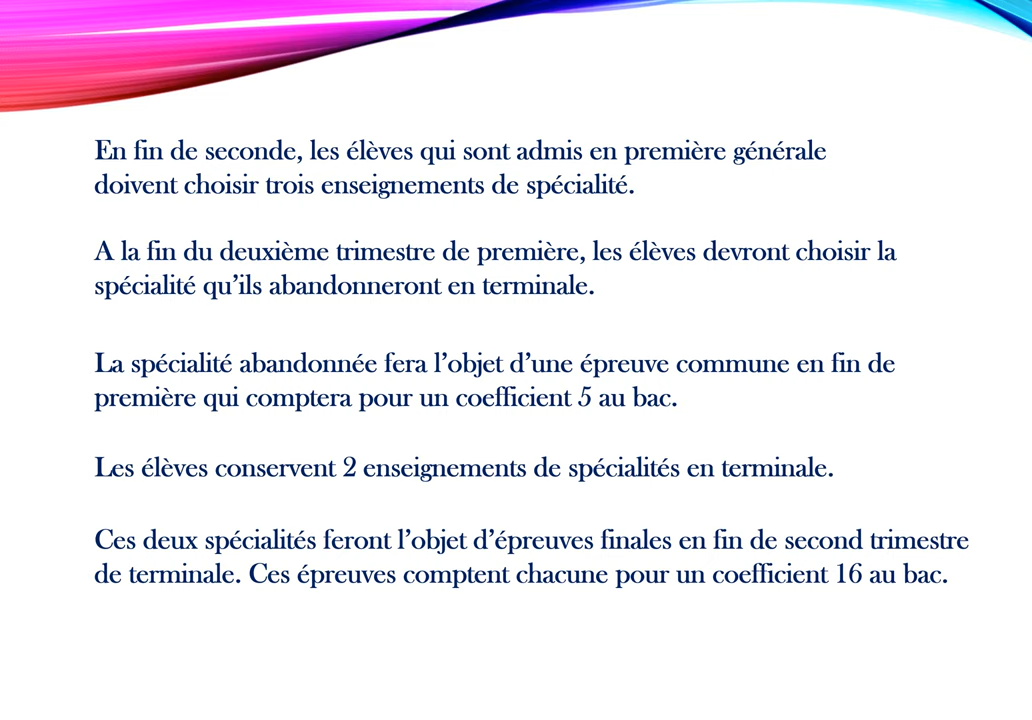 En fin de seconde, les élèves qui sont admis en première générale
doivent choisir trois enseignements de spécialité.
A la fin du deuxième trimestre de première, les élèves devront choisir la
spécialité qu’ils abandonneront en terminale.
La spécialité abandonnée fera l’objet d’une épreuve commune en fin de
première qui comptera pour un coefficient 5 au bac.
Les élèves conservent 2 enseignements de spécialités en terminale.
Ces deux spécialités feront l’objet d’épreuves finales en fin de second trimestre
de terminale. Ces épreuves comptent chacune pour un coefficient 16 au bac.